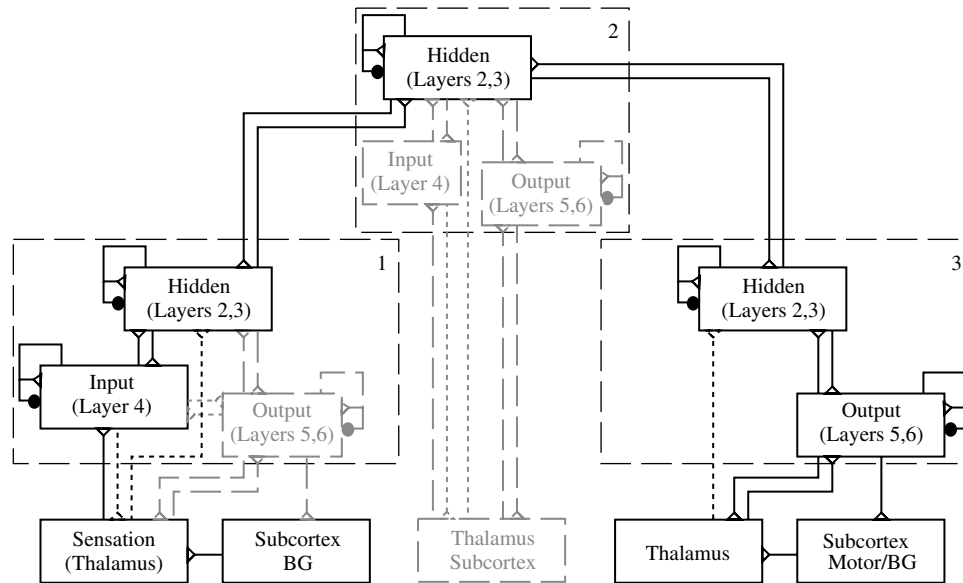 2
Hidden
(Layers 2,3)
Input
(Layer 4)
Output
(Layers 5,6)
1
Hidden
(Layers 2,3)
Input
(Layer 4)
Output
(Layers 5,6)
3
Hidden
(Layers 2,3)
Output
(Layers 5,6)
Sensation
(Thalamus)
Subcortex
BG
Thalamus
Subcortex
Thalamus
Subcortex
Motor/BG